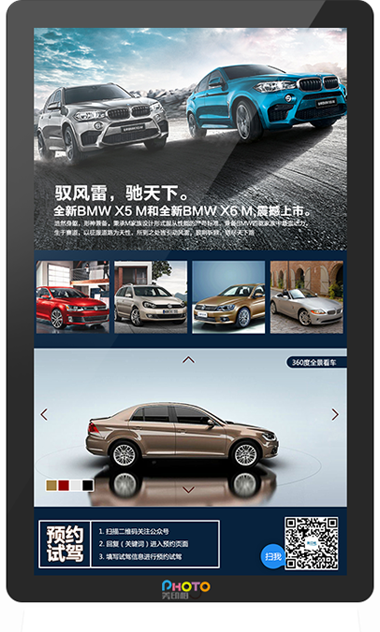 驭风雷，驰天下。
全新BMW X5 M和全新BMW X6 M,震撼上市。
360度全景看车
预约
试驾
1. 扫描二维码关注公众号
2. 回复（关键词）进入预约页面
3. 填写试驾信息进行预约试驾
扫我
PHOTO
美印相